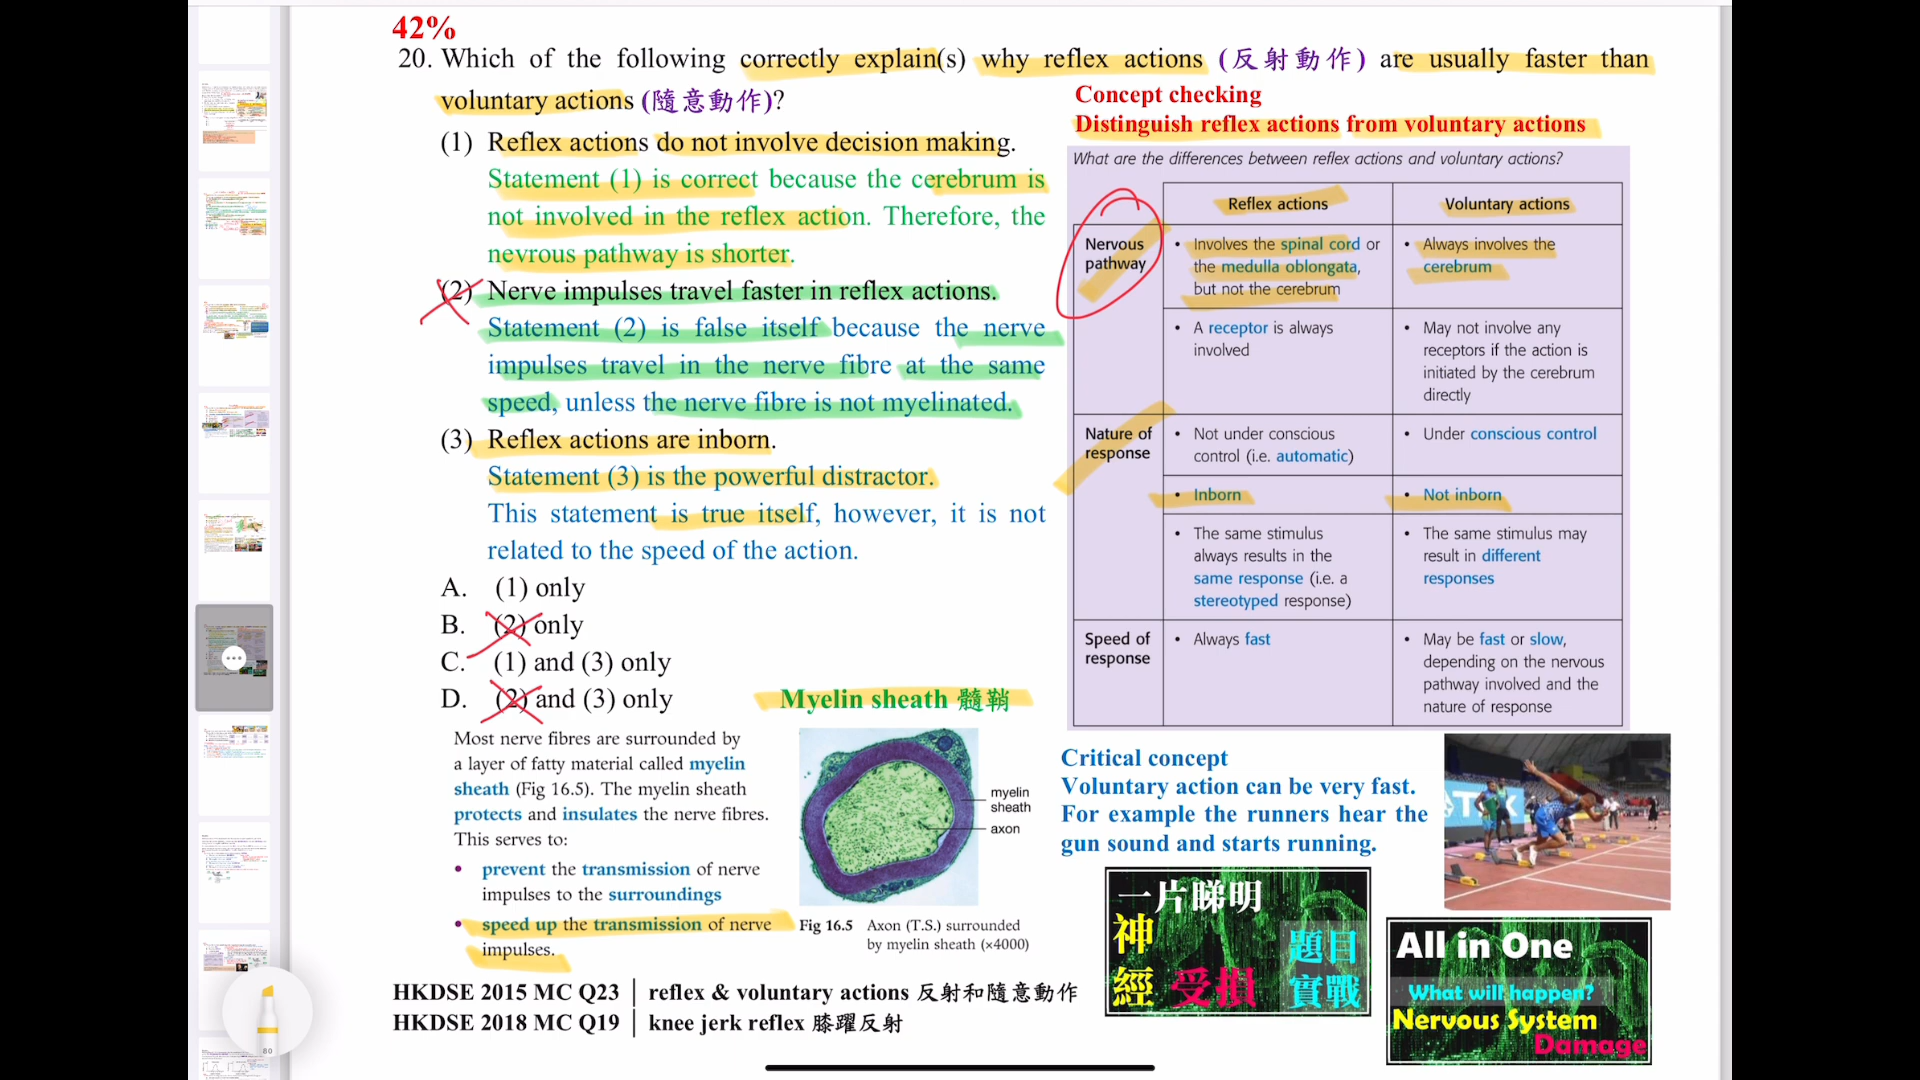 42%
20. Which of the following correctly explain(s) why reflex actions (反射動作) are usually faster than
voluntary actions (隨意動作)?
(1) Reflex actions do not involve decision making.
Statement (1) is correct because the cerebrum is
not involved in the reflex action. Therefore, the
nevrous pathway is shorter.
(2) Nerve impulses travel faster in reflex actions.
Statement (2) is false itself because the nerve
impulses travel in the nerve fibre at the same
speed, unless the nerve fibre is not myelinated.
(3) Reflex actions are inborn.
Statement (3) is the powerful distractor.
This statement is true itself, however, it is not
related to the speed of the action.
A. (1) only
B. (2) only
C. (1) and (3) only
D. (2) and (3) only
Concept checking
Distinguish reflex actions from voluntary actions
What are the differences between reflex actions and voluntary actions?
Reflex actions
Voluntary actions
Nervous
pathway
• Involves the spinal cord or
the medulla oblongata,
but not the cerebrum
• Always involves the
cerebrum
• A receptor is always
involved
• May not involve any
receptors if the action is
initiated by the cerebrum
directly
Nature of
response
• Not under conscious
control (i.e. automatic)
• Under conscious control
• Inborn
• Not inborn
• The same stimulus
always results in the
same response (i.e. a
stereotyped response)
• The same stimulus may
result in different
responses
Speed of
response
• Always fast
• May be fast or slow,
depending on the nervous
pathway involved and the
nature of response
Myelin sheath 髓鞘
Most nerve fibres are surrounded by
a layer of fatty material called myelin
sheath (Fig 16.5). The myelin sheath
protects and insulates the nerve fibres.
This serves to:
• prevent the transmission of nerve
impulses to the surroundings
• speed up the transmission of nerve
impulses.
myelin
sheath
axon
Fig 16.5 Axon (T.S.) surrounded
by myelin sheath (×4000)
Critical concept
Voluntary action can be very fast.
For example the runners hear the
gun sound and starts running.
一片睇明
神經
受損
題目
實戰
All in One
What will happen?
Nervous System
Damage
HKDSE 2015 MC Q23 | reflex & voluntary actions 反射和隨意動作
HKDSE 2018 MC Q19 | knee jerk reflex 膝躍反射
80